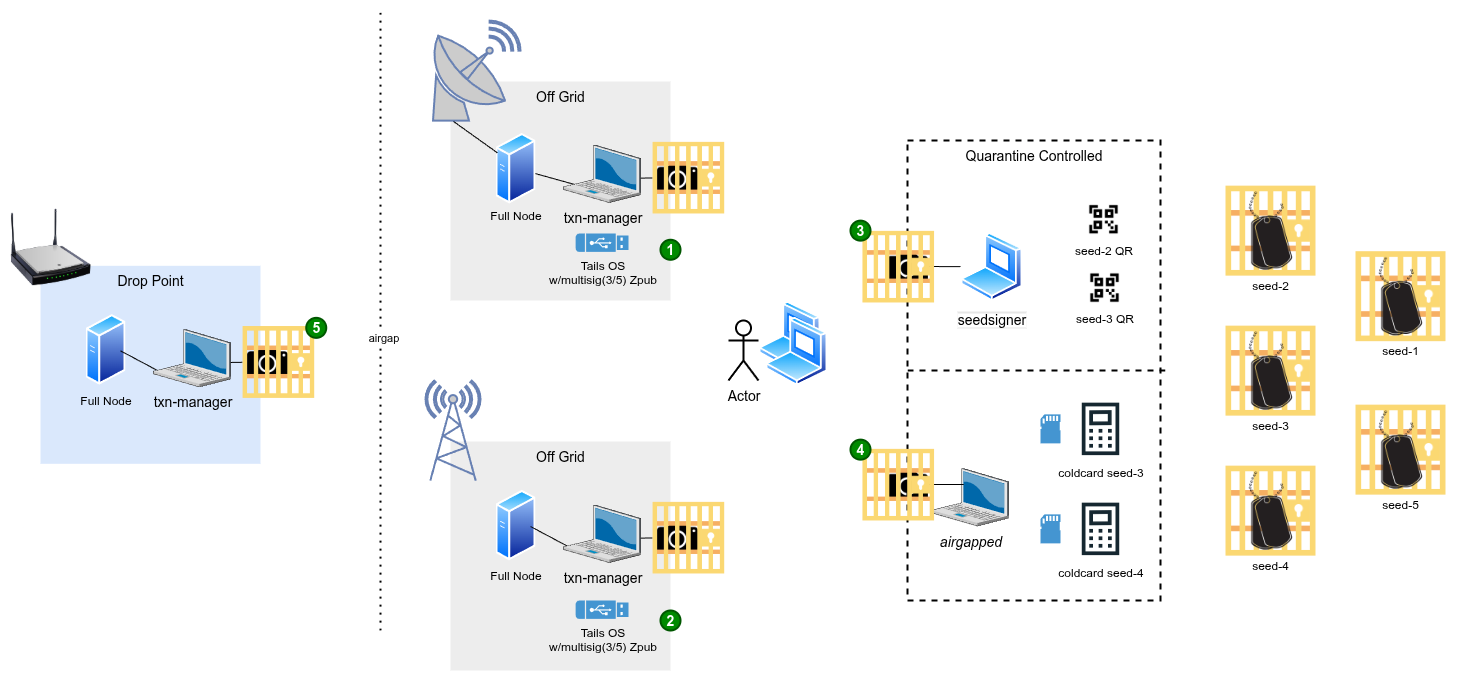 Drop Point
5
Full Node
txn-manager
airgap
Off Grid
Full Node
txn-manager
1
Tails OS
w/multisig(3/5) Zpub
Off Grid
Full Node
txn-manager
2
Tails OS
w/multisig(3/5) Zpub
Actor
Quarantine Controlled
3
seedsigner
seed-2 QR
seed-3 QR
4
airgapped
coldcard seed-3
coldcard seed-4
seed-2
seed-3
seed-4
seed-1
seed-5